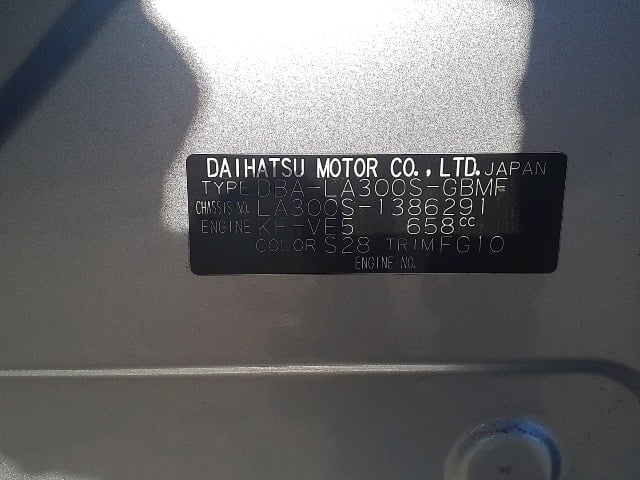 DAIHATSU MOTOR CO.,LTD. JAPAN
TYPE DBA-LA300S-GBMF
CHASSIS NO. LA300S-1386291
ENGINE KF-VE5 658cc
COLOR S28 TRIM FG10
ENGINE NO.